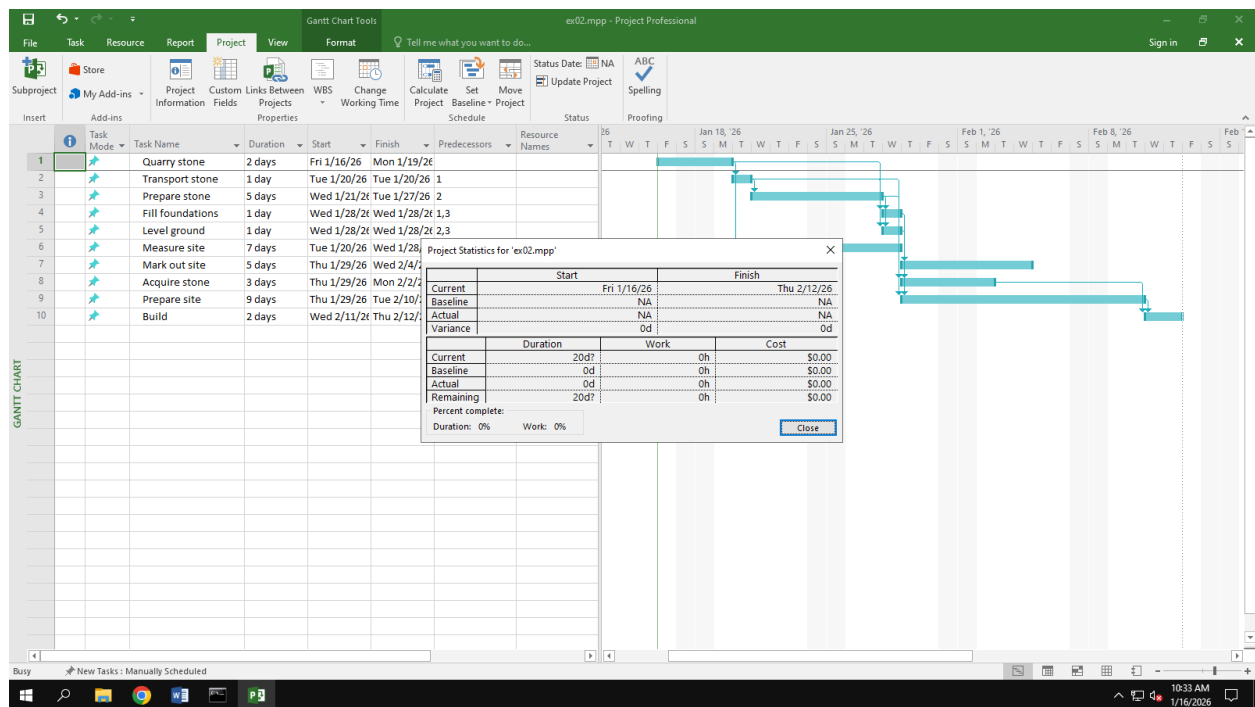 Gantt Chart Tools
ex02.mpp - Project Professional
File Task Resource Report Project View Format Tell me what you want to do...
Sign in
Subproject
Insert
Store
My Add-ins
Add-ins
Project Information
Custom Fields
Links Between Projects
WBS
Change Working Time
Properties
Calculate Project
Set Baseline
Move Project
Schedule
Status Date: NA
Update Project
Status
ABC
Spelling
Proofing
Task Mode Task Name Duration Start Finish Predecessors Resource Names
26 Jan 18, '26 Jan 25, '26 Feb 1, '26 Feb 8, '26 Feb
T W T F S S M T W T F S S M T W T F S S M T W T F S S M T W T F S S
1 Quarry stone 2 days Fri 1/16/26 Mon 1/19/26
2 Transport stone 1 day Tue 1/20/26 Tue 1/20/26 1
3 Prepare stone 5 days Wed 1/21/26 Tue 1/27/26 2
4 Fill foundations 1 day Wed 1/28/26 Wed 1/28/26 1,3
5 Level ground 1 day Wed 1/28/26 Wed 1/28/26 2,3
6 Measure site 7 days Tue 1/20/26 Wed 1/28/
7 Mark out site 5 days Thu 1/29/26 Wed 2/4/2
8 Acquire stone 3 days Thu 1/29/26 Mon 2/2/2
9 Prepare site 9 days Thu 1/29/26 Tue 2/10/
10 Build 2 days Wed 2/11/26 Thu 2/12/
GANTT CHART
Project Statistics for 'ex02.mpp'
Start Finish
Current Fri 1/16/26 Thu 2/12/26
Baseline NA NA
Actual NA NA
Variance 0d 0d
Duration Work Cost
Current 20d? 0h $0.00
Baseline 0d 0h $0.00
Actual 0d 0h $0.00
Remaining 20d? 0h $0.00
Percent complete:
Duration: 0% Work: 0%
Close
Busy New Tasks : Manually Scheduled
10:33 AM
1/16/2026